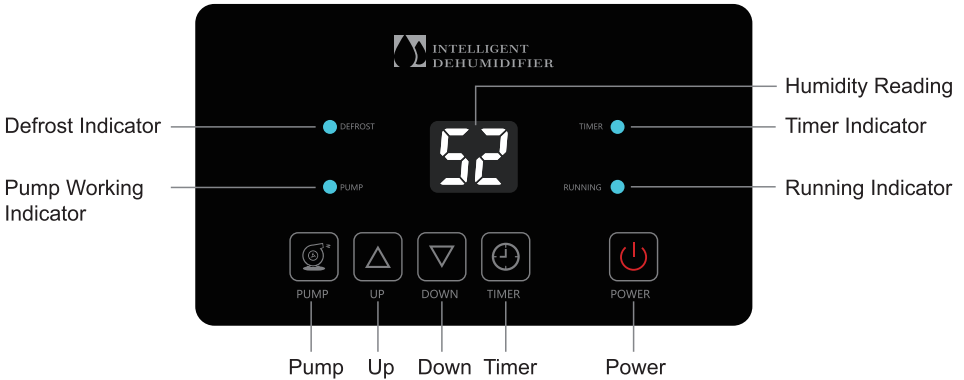 INTELLIGENT
DEHUMIDIFIER
Humidity Reading
Defrost Indicator
DEFROST
52
TIMER
Timer Indicator
Pump Working
Indicator
PUMP
RUNNING
Running Indicator
PUMP
UP
DOWN
TIMER
POWER
Pump
Up
Down
Timer
Power